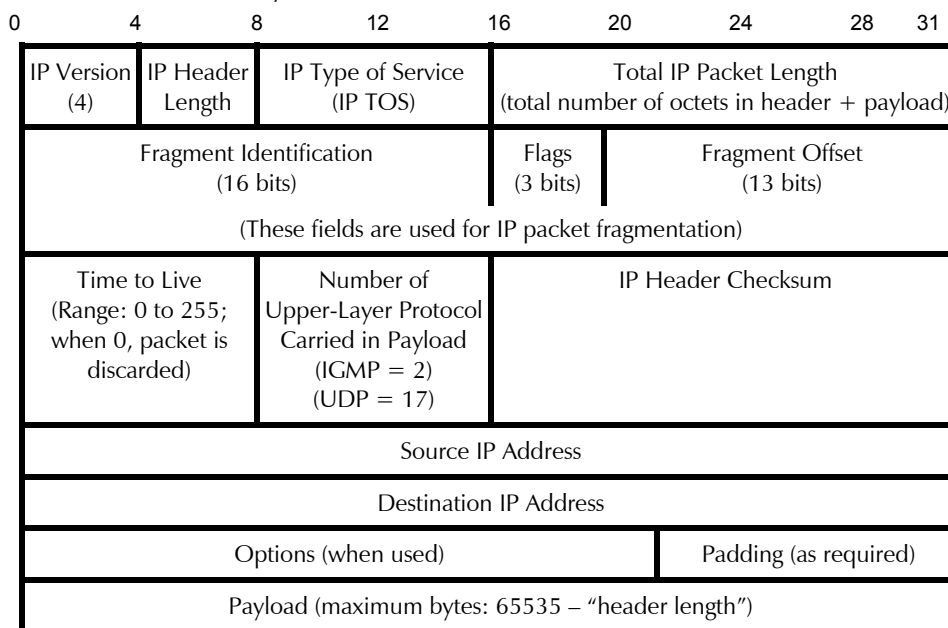 0 4 8 12 16 20 24 28 31
IP Version
(4)
IP Header
Length
IP Type of Service
(IP TOS)
Total IP Packet Length
(total number of octets in header + payload)
Fragment Identification
(16 bits)
Flags
(3 bits)
Fragment Offset
(13 bits)
(These fields are used for IP packet fragmentation)
Time to Live
(Range: 0 to 255;
when 0, packet is
discarded)
Number of
Upper-Layer Protocol
Carried in Payload
(IGMP = 2)
(UDP = 17)
IP Header Checksum
Source IP Address
Destination IP Address
Options (when used)
Padding (as required)
Payload (maximum bytes: 65535 – “header length”)